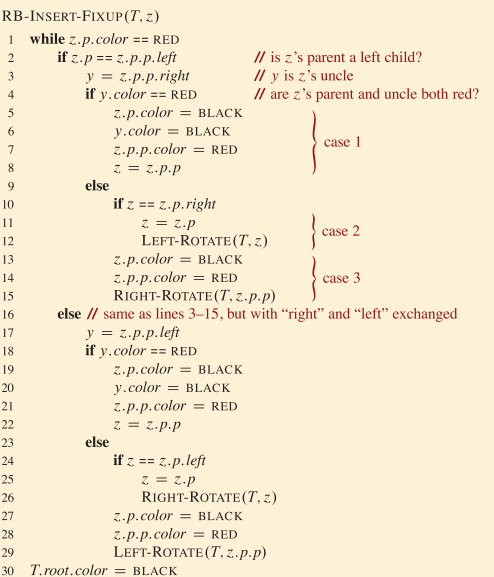 RB-INSERT-FIXUP(T, z)
1 while z.p.color == RED
2 if z.p == z.p.p.left // is z's parent a left child?
3 y = z.p.p.right // y is z's uncle
4 if y.color == RED // are z's parent and uncle both red?
5 z.p.color = BLACK
6 y.color = BLACK
7 z.p.p.color = RED case 1
8 z = z.p.p
9 else
10 if z == z.p.right
11 z = z.p
12 LEFT-ROTATE(T, z) case 2
13 z.p.color = BLACK
14 z.p.p.color = RED case 3
15 RIGHT-ROTATE(T, z.p.p)
16 else // same as lines 3–15, but with “right” and “left” exchanged
17 y = z.p.p.left
18 if y.color == RED
19 z.p.color = BLACK
20 y.color = BLACK
21 z.p.p.color = RED
22 z = z.p.p
23 else
24 if z == z.p.left
25 z = z.p
26 RIGHT-ROTATE(T, z)
27 z.p.color = BLACK
28 z.p.p.color = RED
29 LEFT-ROTATE(T, z.p.p)
30 T.root.color = BLACK